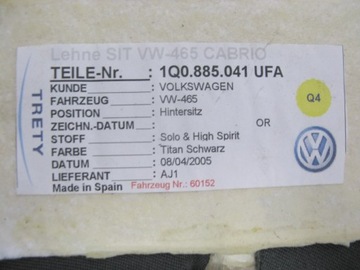 Lehne SIT VW-465 CABRIO
TEILE-Nr. : 1Q0.885.041 UFA
KUNDE : VOLKSWAGEN
FAHRZEUG : VW-465
POSITION : Hintersitz
ZEICHN.-DATUM : OR
STOFF : Solo & High Spirit
FARBE : Titan Schwarz
DATUM : 08/04/2005
LIEFERANT : AJ1
Made in Spain Fahrzeug Nr.: 60152
TRETY
Q4